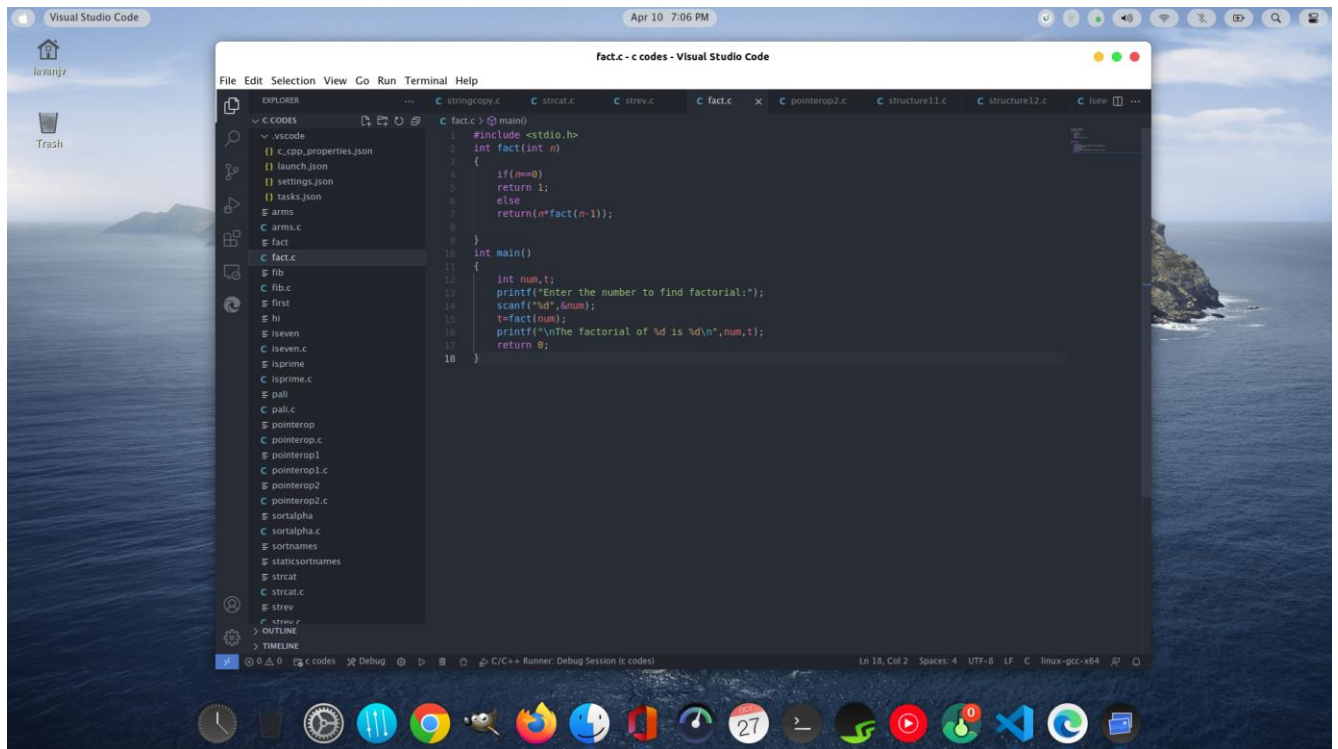 Visual Studio Code
Apr 10 7:06 PM
lavanjv
Trash
fact.c - c codes - Visual Studio Code
File Edit Selection View Go Run Terminal Help
EXPLORER
C stringcopy.c C strcat.c C strev.c C fact.c C pointerop2.c C structure11.c C structure12.c C isev
C CODES
C fact.c > main()
.vscode
{} c_cpp_properties.json
{} launch.json
{} settings.json
{} tasks.json
arms
C arms.c
fact
C fact.c
fib
C fib.c
first
hi
iseven
C iseven.c
isprime
C isprime.c
pali
C pali.c
pointerop
C pointerop.c
pointerop1
C pointerop1.c
pointerop2
C pointerop2.c
sortalpha
C sortalpha.c
sortnames
staticsortnames
strcat
C strcat.c
strev
C strev.c
OUTLINE
TIMELINE
1 #include <stdio.h>
2 int fact(int n)
3 {
4 if(n==0)
5 return 1;
6 else
7 return(n*fact(n-1));
8
9 }
10 int main()
11 {
12 int num,t;
13 printf("Enter the number to find factorial:");
14 scanf("%d",&num);
15 t=fact(num);
16 printf("\nThe factorial of %d is %d\n",num,t);
17 return 0;
18 }
0 0 c codes Debug C/C++ Runner: Debug Session (c codes) Ln 18, Col 2 Spaces: 4 UTF-8 LF C linux-gcc-x64
OCT
27
0